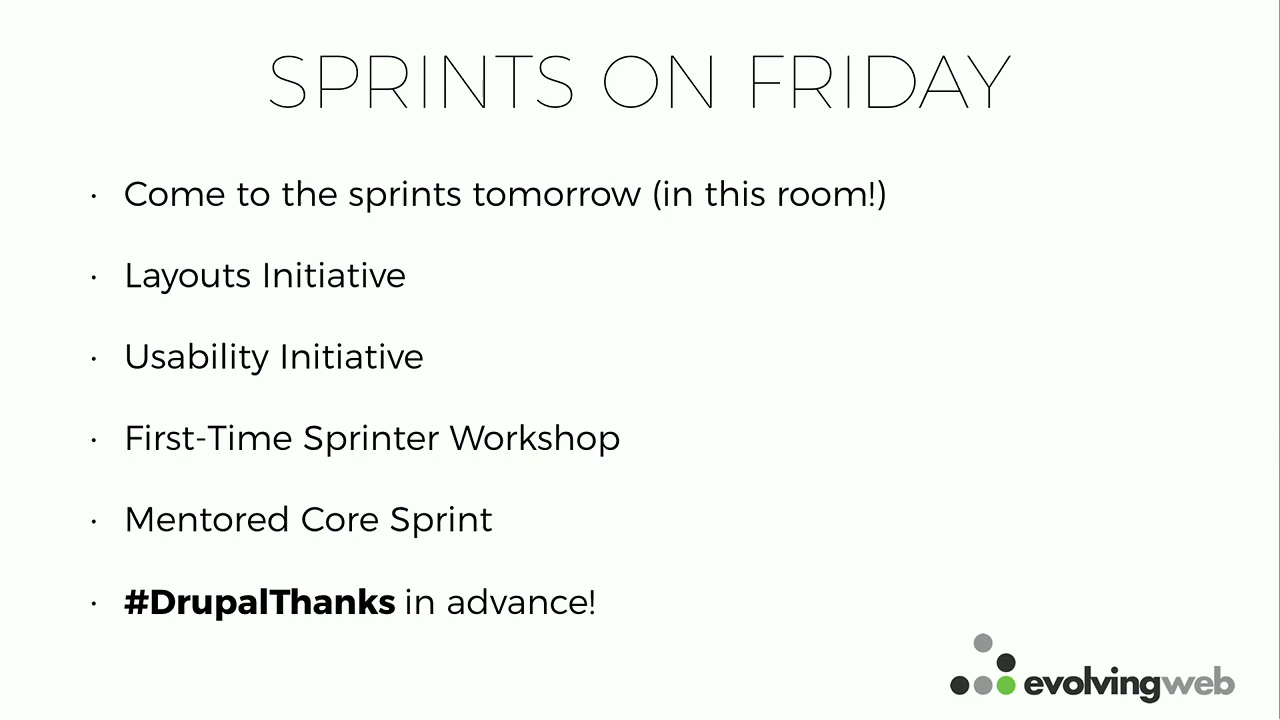 SPRINTS ON FRIDAY
· Come to the sprints tomorrow (in this room!)
· Layouts Initiative
· Usability Initiative
· First-Time Sprinter Workshop
· Mentored Core Sprint
· #DrupalThanks in advance!
evolvingweb